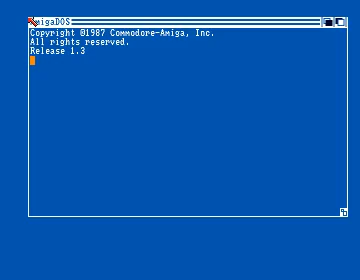 AmigaDOS
Copyright ©1987 Commodore-Amiga, Inc.
All rights reserved.
Release 1.3